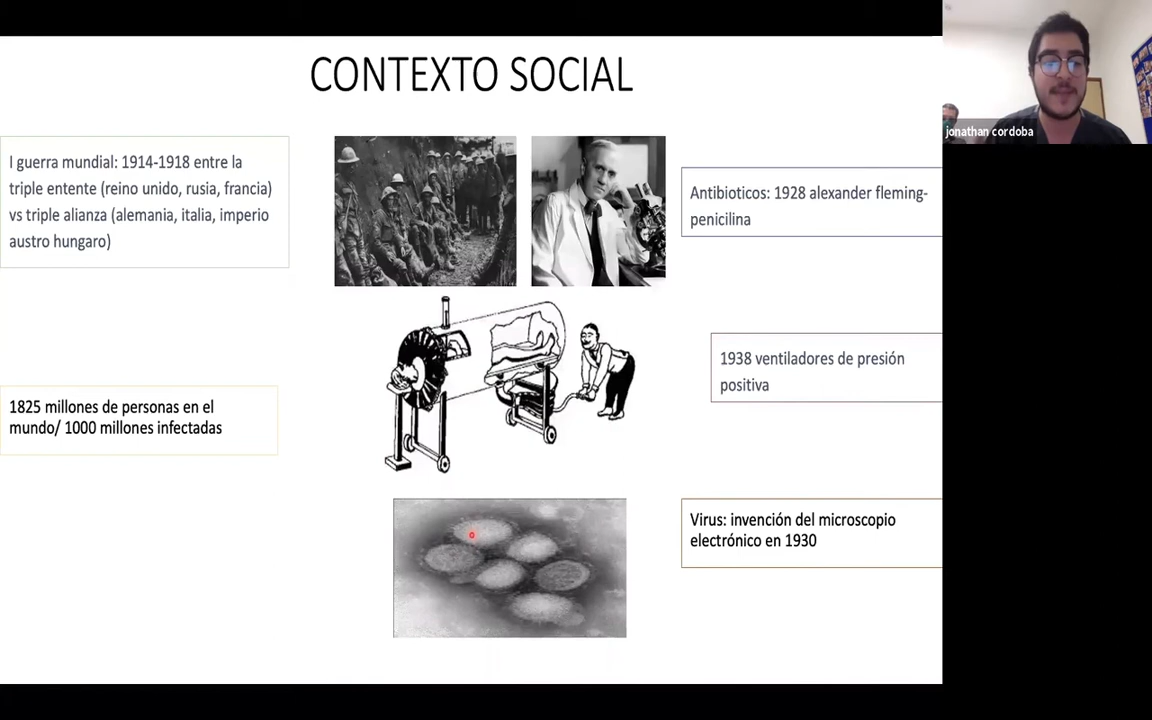 CONTEXTO SOCIAL
I guerra mundial: 1914-1918 entre la
triple entente (reino unido, rusia, francia)
vs triple alianza (alemania, italia, imperio
austro hungaro)
Antibioticos: 1928 alexander fleming-
penicilina
1938 ventiladores de presión
positiva
1825 millones de personas en el
mundo/ 1000 millones infectadas
Virus: invención del microscopio
electrónico en 1930
jonathan cordoba